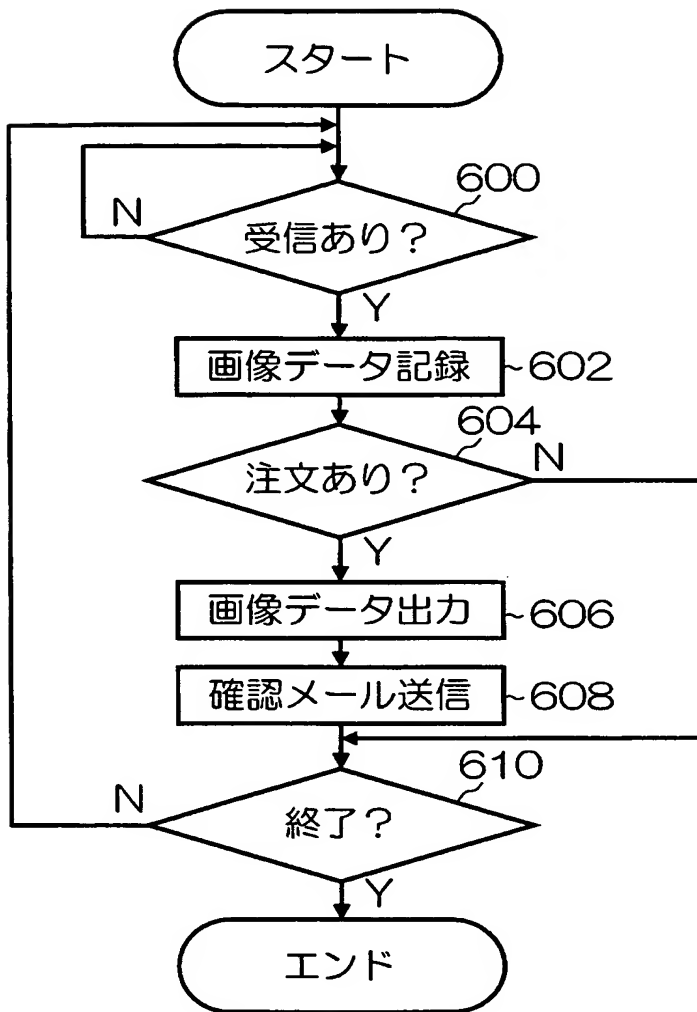 スタート
600
N
受信あり？
Y
画像データ記録
602
604
注文あり？
N
Y
画像データ出力
606
確認メール送信
608
610
N
終了？
Y
エンド